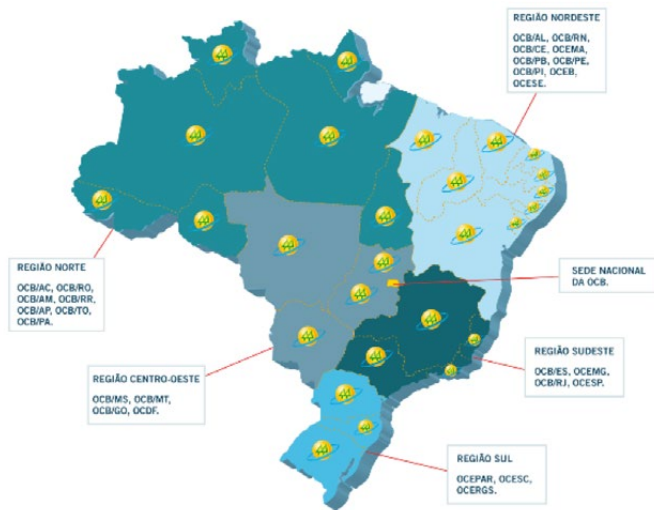 REGIÃO NORDESTE
OCB/AL, OCB/RN,
OCB/CE, OCEMA,
OCB/PB, OCB/PE,
OCB/PI, OCEB,
OCESE.
REGIÃO NORTE
OCB/AC, OCB/RO,
OCB/AM, OCB/RR,
OCB/AP, OCB/TO,
OCB/PA.
SEDE NACIONAL
DA OCB.
REGIÃO SUDESTE
OCB/ES, OCEMG,
OCB/RJ, OCESP.
REGIÃO CENTRO-OESTE
OCB/MS, OCB/MT,
OCB/GO, OCDF.
REGIÃO SUL
OCEPAR, OCESC,
OCERGS.